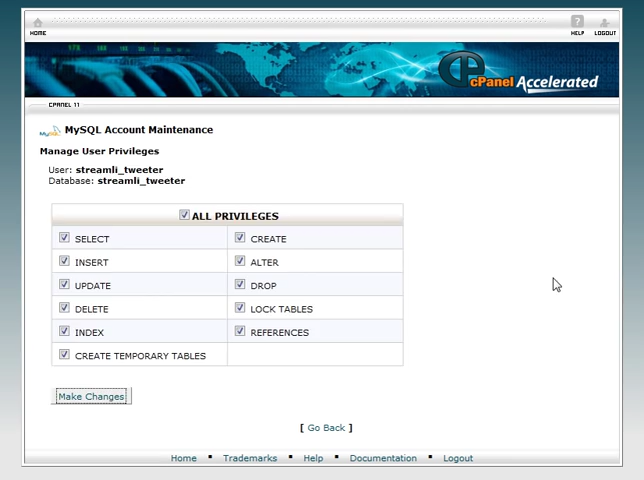 HOME HELP LOGOUT
cPanel Accelerated
CPANEL 11
MySQL MySQL Account Maintenance
Manage User Privileges
User: streamli_tweeter
Database: streamli_tweeter
ALL PRIVILEGES
SELECT CREATE
INSERT ALTER
UPDATE DROP
DELETE LOCK TABLES
INDEX REFERENCES
CREATE TEMPORARY TABLES
Make Changes
[ Go Back ]
Home ▪ Trademarks ▪ Help ▪ Documentation ▪ Logout